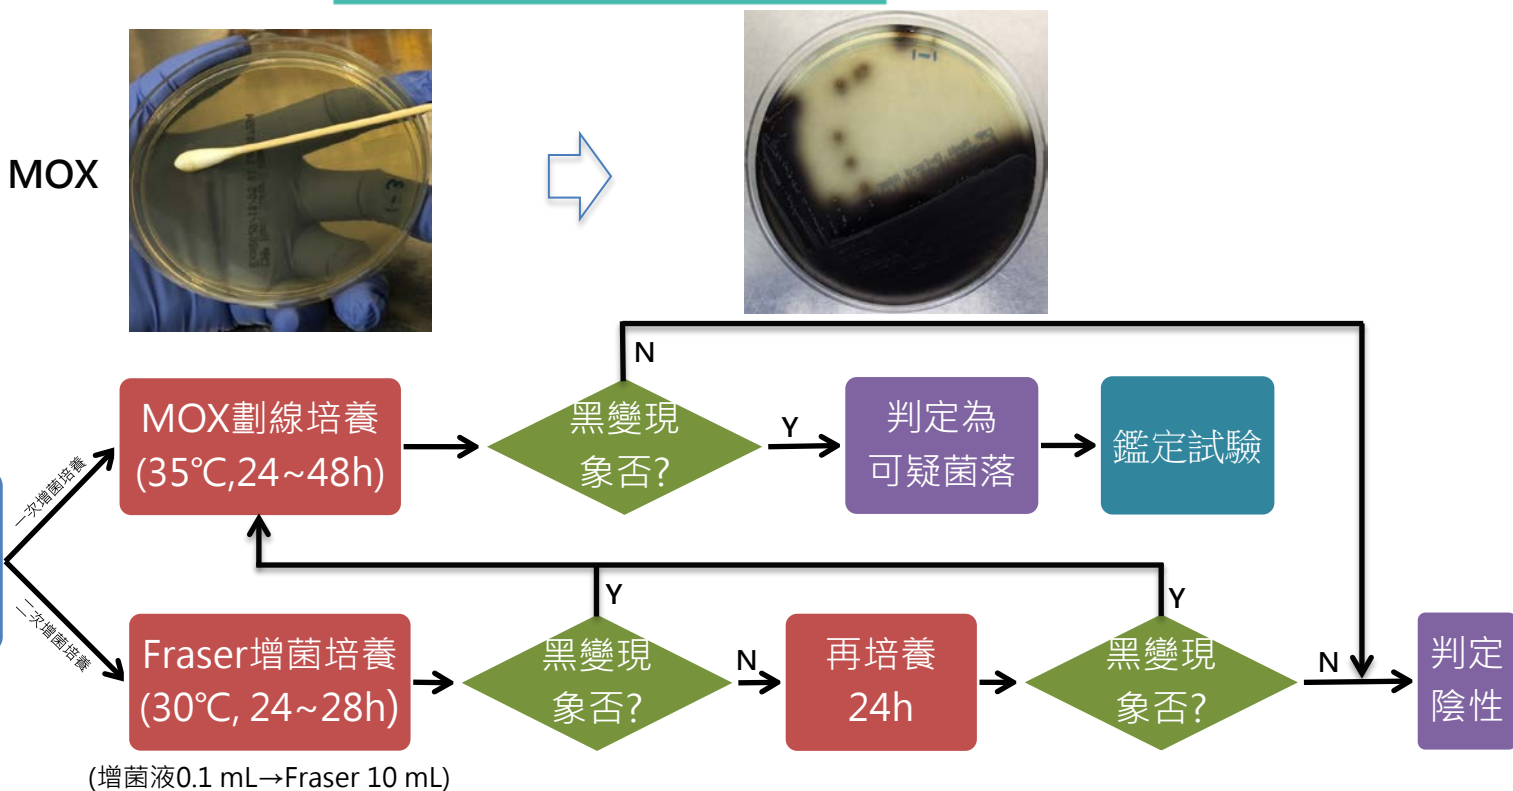 MOX
1-3
1-1
N
MOX劃線培養
(35℃,24~48h)
黑變現
象否?
Y
判定為
可疑菌落
鑑定試驗
一次增菌培養
二次增菌培養
Y
Y
Fraser增菌培養
(30℃, 24~28h)
黑變現
象否?
N
再培養
24h
黑變現
象否?
N
判定
陰性
(增菌液0.1 mL→Fraser 10 mL)